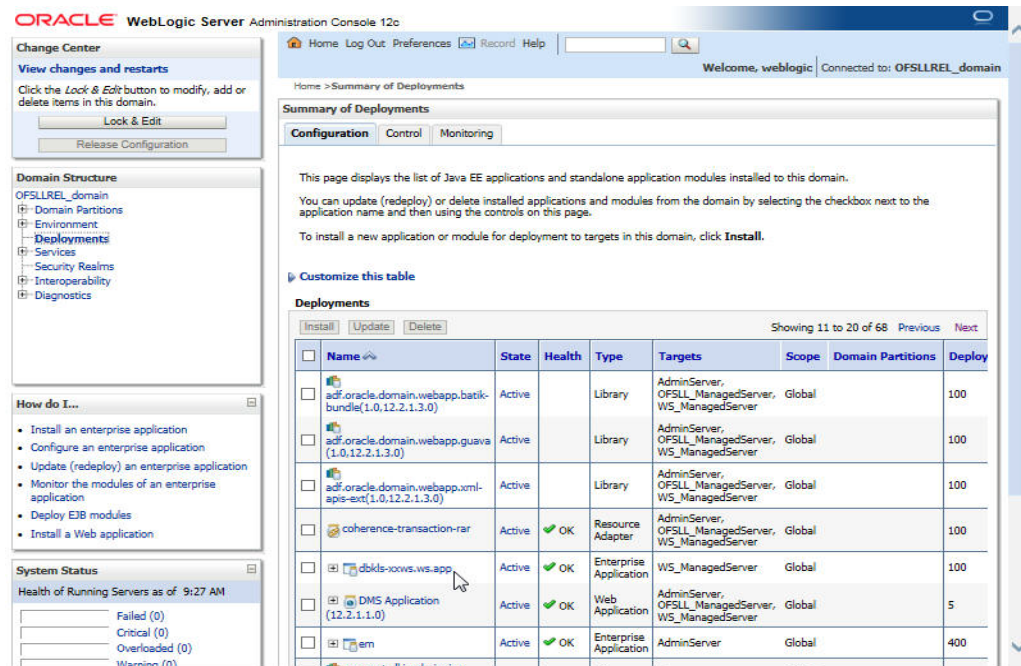 ORACLE WebLogic Server Administration Console 12c
Change Center
View changes and restarts
Click the Lock & Edit button to modify, add or
delete items in this domain.
Lock & Edit
Release Configuration
Domain Structure
OFSLLREL_domain
Domain Partitions
Environment
Deployments
Services
Security Realms
Interoperability
Diagnostics
How do I...
Install an enterprise application
Configure an enterprise application
Update (redeploy) an enterprise application
Monitor the modules of an enterprise
application
Deploy EJB modules
Install a Web application
System Status
Health of Running Servers as of 9:27 AM
Failed (0)
Critical (0)
Overloaded (0)
Warning (0)
Home Log Out Preferences Record Help
Welcome, weblogic Connected to: OFSLLREL_domain
Home >Summary of Deployments
Summary of Deployments
Configuration Control Monitoring
This page displays the list of Java EE applications and standalone application modules installed to this domain.
You can update (redeploy) or delete installed applications and modules from the domain by selecting the checkbox next to the
application name and then using the controls on this page.
To install a new application or module for deployment to targets in this domain, click Install.
Customize this table
Deployments
Install Update Delete Showing 11 to 20 of 68 Previous Next
Name State Health Type Targets Scope Domain Partitions Deploy
adf.oracle.domain.webapp.batik-
bundle(1.0,12.2.1.3.0) Active Library AdminServer,
OFSLL_ManagedServer,
WS_ManagedServer Global 100
adf.oracle.domain.webapp.guava
(1.0,12.2.1.3.0) Active Library AdminServer,
OFSLL_ManagedServer,
WS_ManagedServer Global 100
adf.oracle.domain.webapp.xml-
apis-ext(1.0,12.2.1.3.0) Active Library AdminServer,
OFSLL_ManagedServer,
WS_ManagedServer Global 100
coherence-transaction-rar Active OK Resource
Adapter AdminServer,
OFSLL_ManagedServer,
WS_ManagedServer Global 100
dbkls-xxws.ws.app Active OK Enterprise
Application WS_ManagedServer Global 100
DMS Application
(12.2.1.1.0) Active OK Web
Application AdminServer,
OFSLL_ManagedServer,
WS_ManagedServer Global 5
em Active OK Enterprise
Application AdminServer Global 400